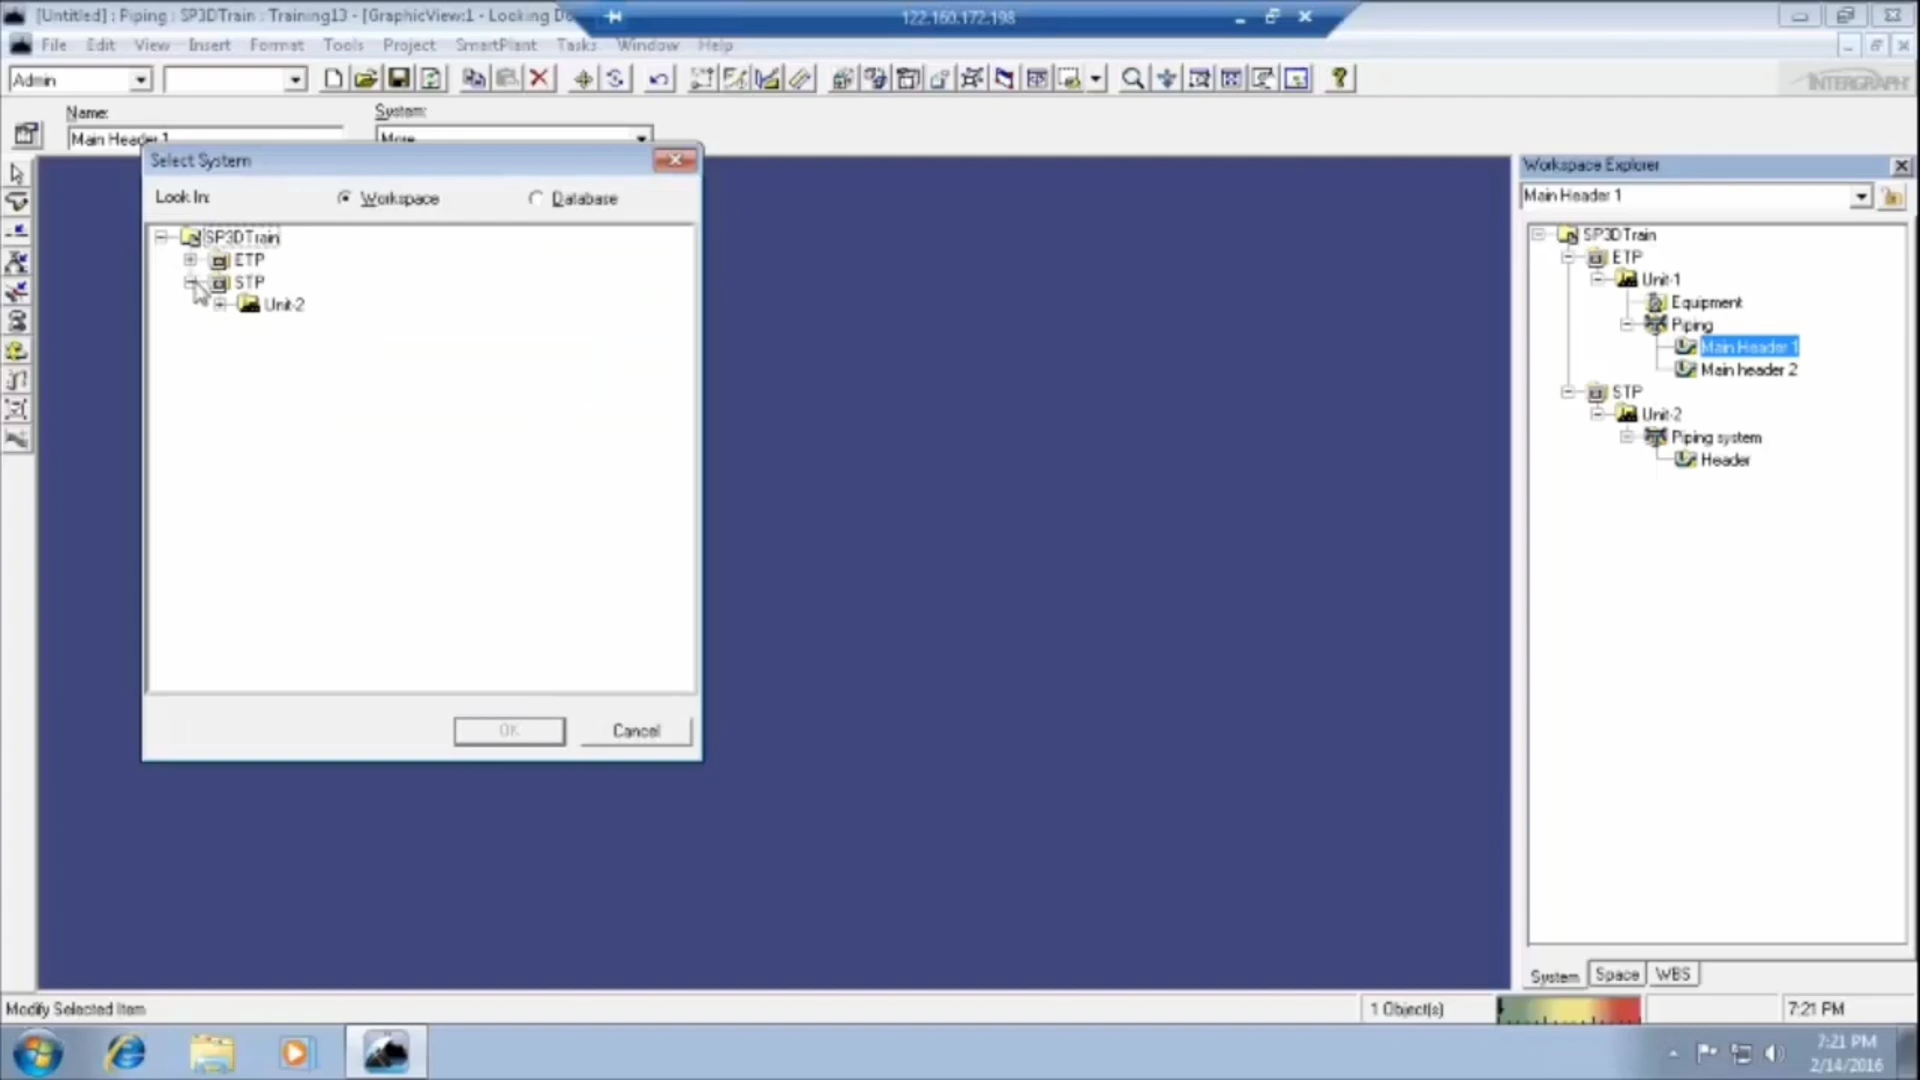 [Untitled] : Piping : SP3DTrain : Training13 - [GraphicView:1 - Looking Do
122.160.172.198
File Edit View Insert Format Tools Project SmartPlant Tasks Window Help
Admin
INTERGRAPH
Name:
System:
Main Header 1
More...
Select System
Look In:
Workspace
Database
SP3DTrain
ETP
STP
Unit-2
OK
Cancel
Workspace Explorer
Main Header 1
SP3DTrain
ETP
Unit-1
Equipment
Piping
Main Header 1
Main header 2
STP
Unit-2
Piping system
Header
System Space WBS
Modify Selected Item
1 Object(s)
7:21 PM
7:21 PM
2/14/2016